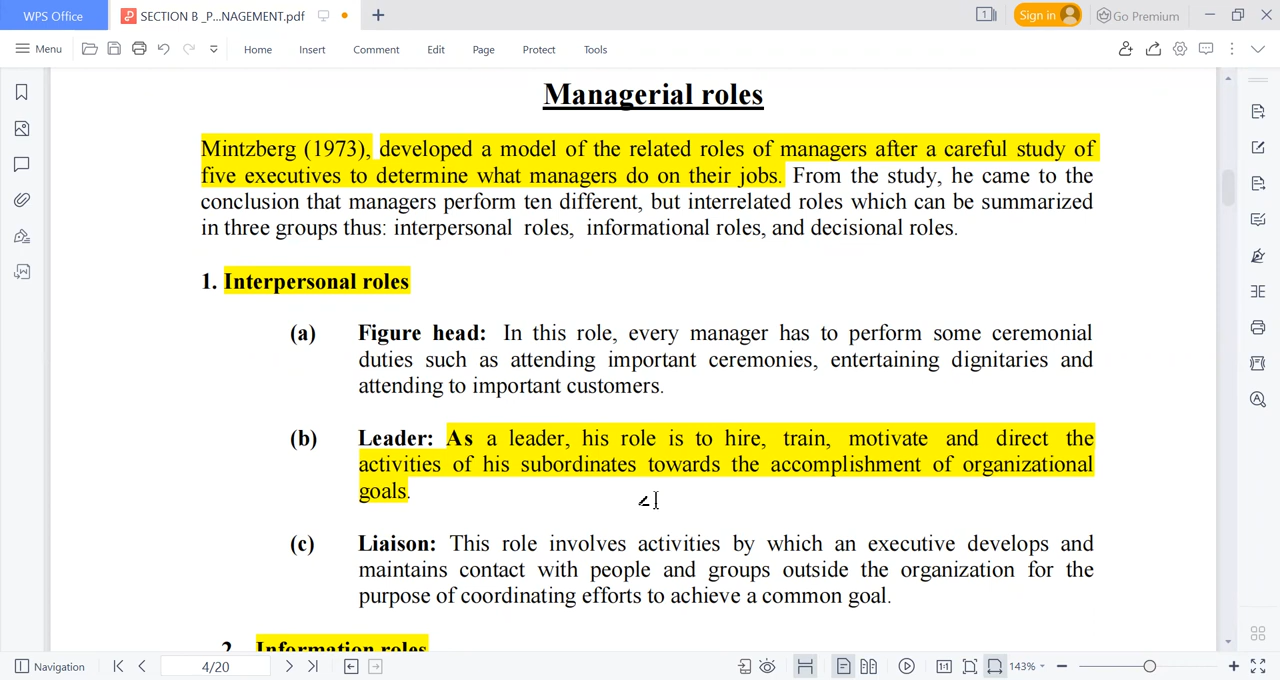 WPS Office
SECTION B _P...NAGEMENT.pdf
1
Sign in
Go Premium
Menu
Home
Insert
Comment
Edit
Page
Protect
Tools
Managerial roles
Mintzberg (1973), developed a model of the related roles of managers after a careful study of
five executives to determine what managers do on their jobs. From the study, he came to the
conclusion that managers perform ten different, but interrelated roles which can be summarized
in three groups thus: interpersonal roles, informational roles, and decisional roles.
1. Interpersonal roles
(a) Figure head: In this role, every manager has to perform some ceremonial
duties such as attending important ceremonies, entertaining dignitaries and
attending to important customers.
(b) Leader: As a leader, his role is to hire, train, motivate and direct the
activities of his subordinates towards the accomplishment of organizational
goals.
(c) Liaison: This role involves activities by which an executive develops and
maintains contact with people and groups outside the organization for the
purpose of coordinating efforts to achieve a common goal.
2. Information roles
Navigation
4/20
1:1
143%